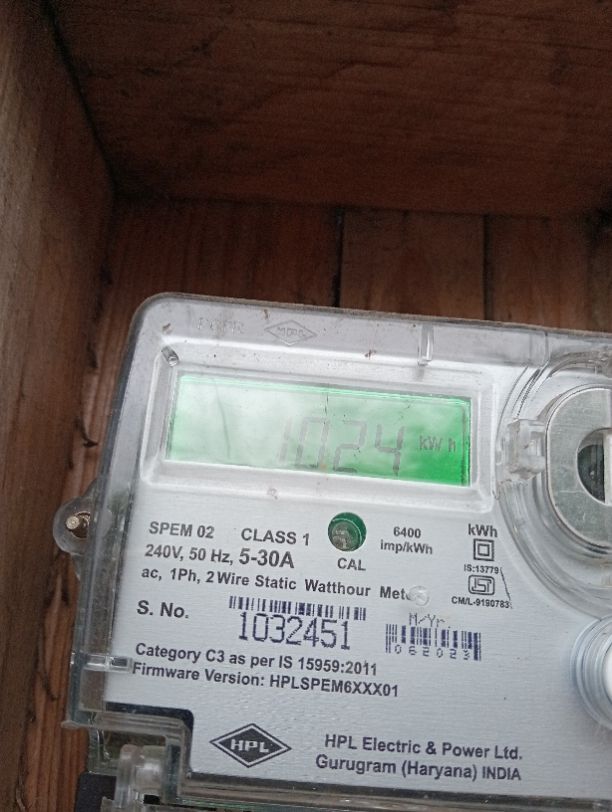 1024 kWh
SPEM 02 CLASS 1 6400 imp/kWh kWh
240V, 50 Hz, 5-30A CAL
IS:13779
ac, 1Ph, 2 Wire Static Watthour
CM/L-9190783
S. No. 1032451 M/Yr.
062023
Category C3 as per IS 15959:2011
Firmware Version: HPLSPEM6XXX01
HPL HPL Electric & Power Ltd.
Gurugram (Haryana) INDIA